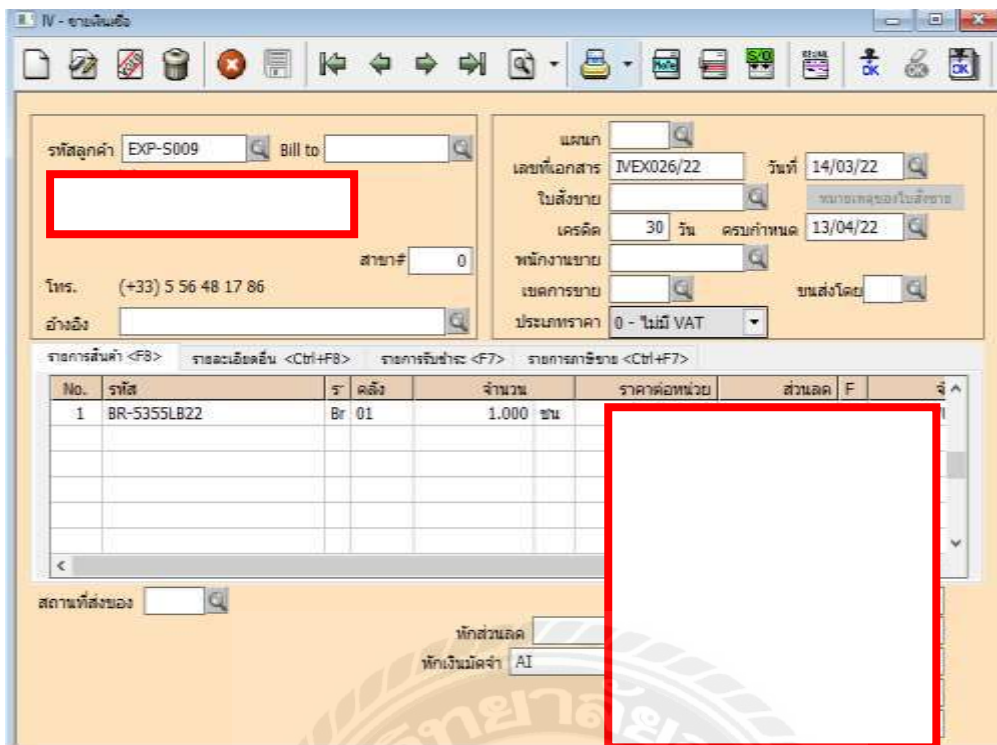 IV - ขายเงินเชื่อ
รหัสลูกค้า EXP-S009 Bill to
แผนก
เลขที่เอกสาร IVEX026/22 วันที่ 14/03/22
ใบสั่งขาย หมายเหตุของใบสั่งขาย
เครดิต 30 วัน ครบกำหนด 13/04/22
สาขา# 0
พนักงานขาย
โทร. (+33) 5 56 48 17 86
เขตการขาย ขนส่งโดย
อ้างอิง
ประเภทราคา 0 - ไม่มี VAT
รายการสินค้า <F8> รายละเอียดอื่น <Ctrl+F8> รายการรับชำระ <F7> รายการภาษีขาย <Ctrl+F7>
No. รหัส ร คลัง จำนวน ราคาต่อหน่วย ส่วนลด F จ
1 BR-5355LB22 Br 01 1.000 ชน
สถานที่ส่งของ
หักส่วนลด
หักเงินมัดจำ AI